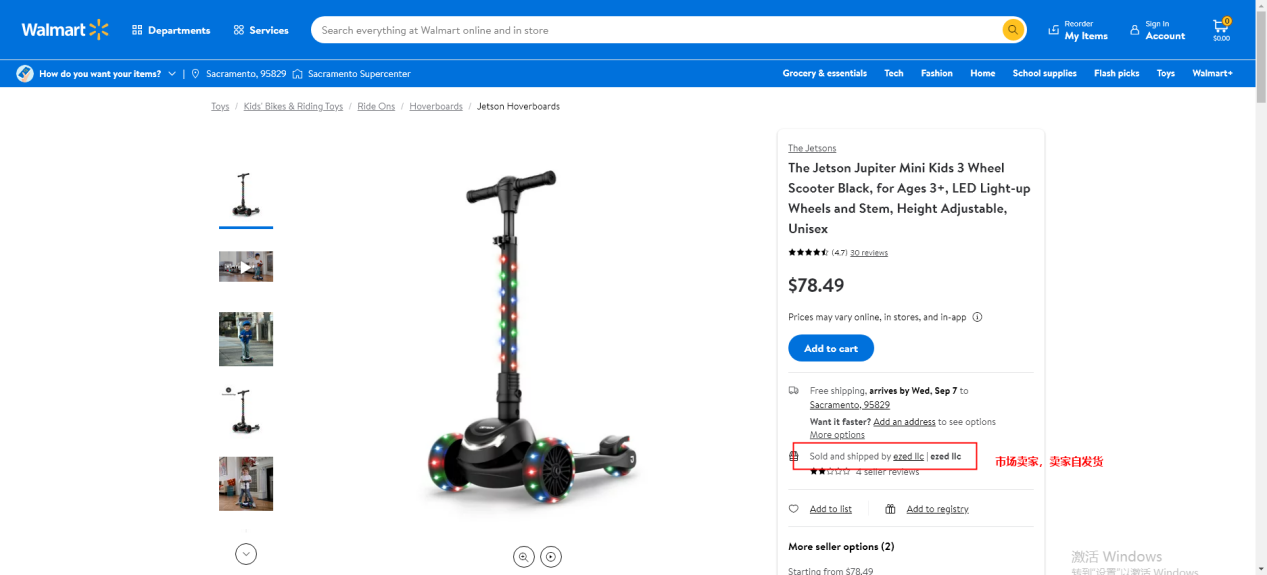 Walmart
Departments
Services
Search everything at Walmart online and in store
Reorder
My Items
Sign In
Account
0
$0.00
How do you want your items?
Sacramento, 95829
Sacramento Supercenter
Grocery & essentials
Tech
Fashion
Home
School supplies
Flash picks
Toys
Walmart+
Toys / Kids' Bikes & Riding Toys / Ride Ons / Hoverboards / Jetson Hoverboards
The Jetsons
The Jetson Jupiter Mini Kids 3 Wheel
Scooter Black, for Ages 3+, LED Light-up
Wheels and Stem, Height Adjustable,
Unisex
(4.7) 30 reviews
$78.49
Prices may vary online, in stores, and in-app
Add to cart
Free shipping, arrives by Wed, Sep 7 to
Sacramento, 95829
Want it faster? Add an address to see options
More options
Sold and shipped by ezed llc | ezed llc
市场卖家，卖家自发货
4 seller reviews
Add to list
Add to registry
More seller options (2)
Starting from $78.49
激活 Windows
转到"设置"以激活 Windows。